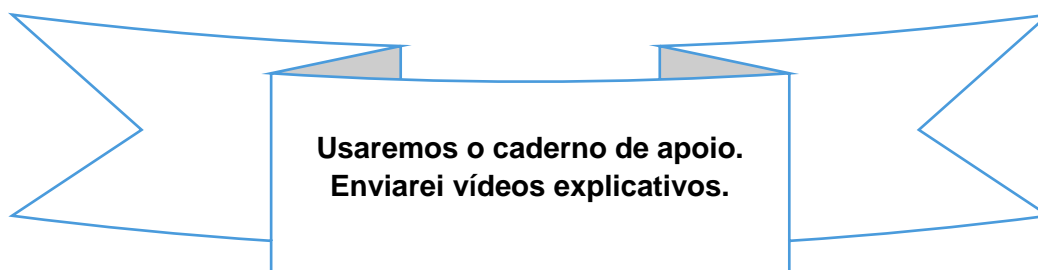 Usaremos o caderno de apoio.
Enviarei vídeos explicativos.